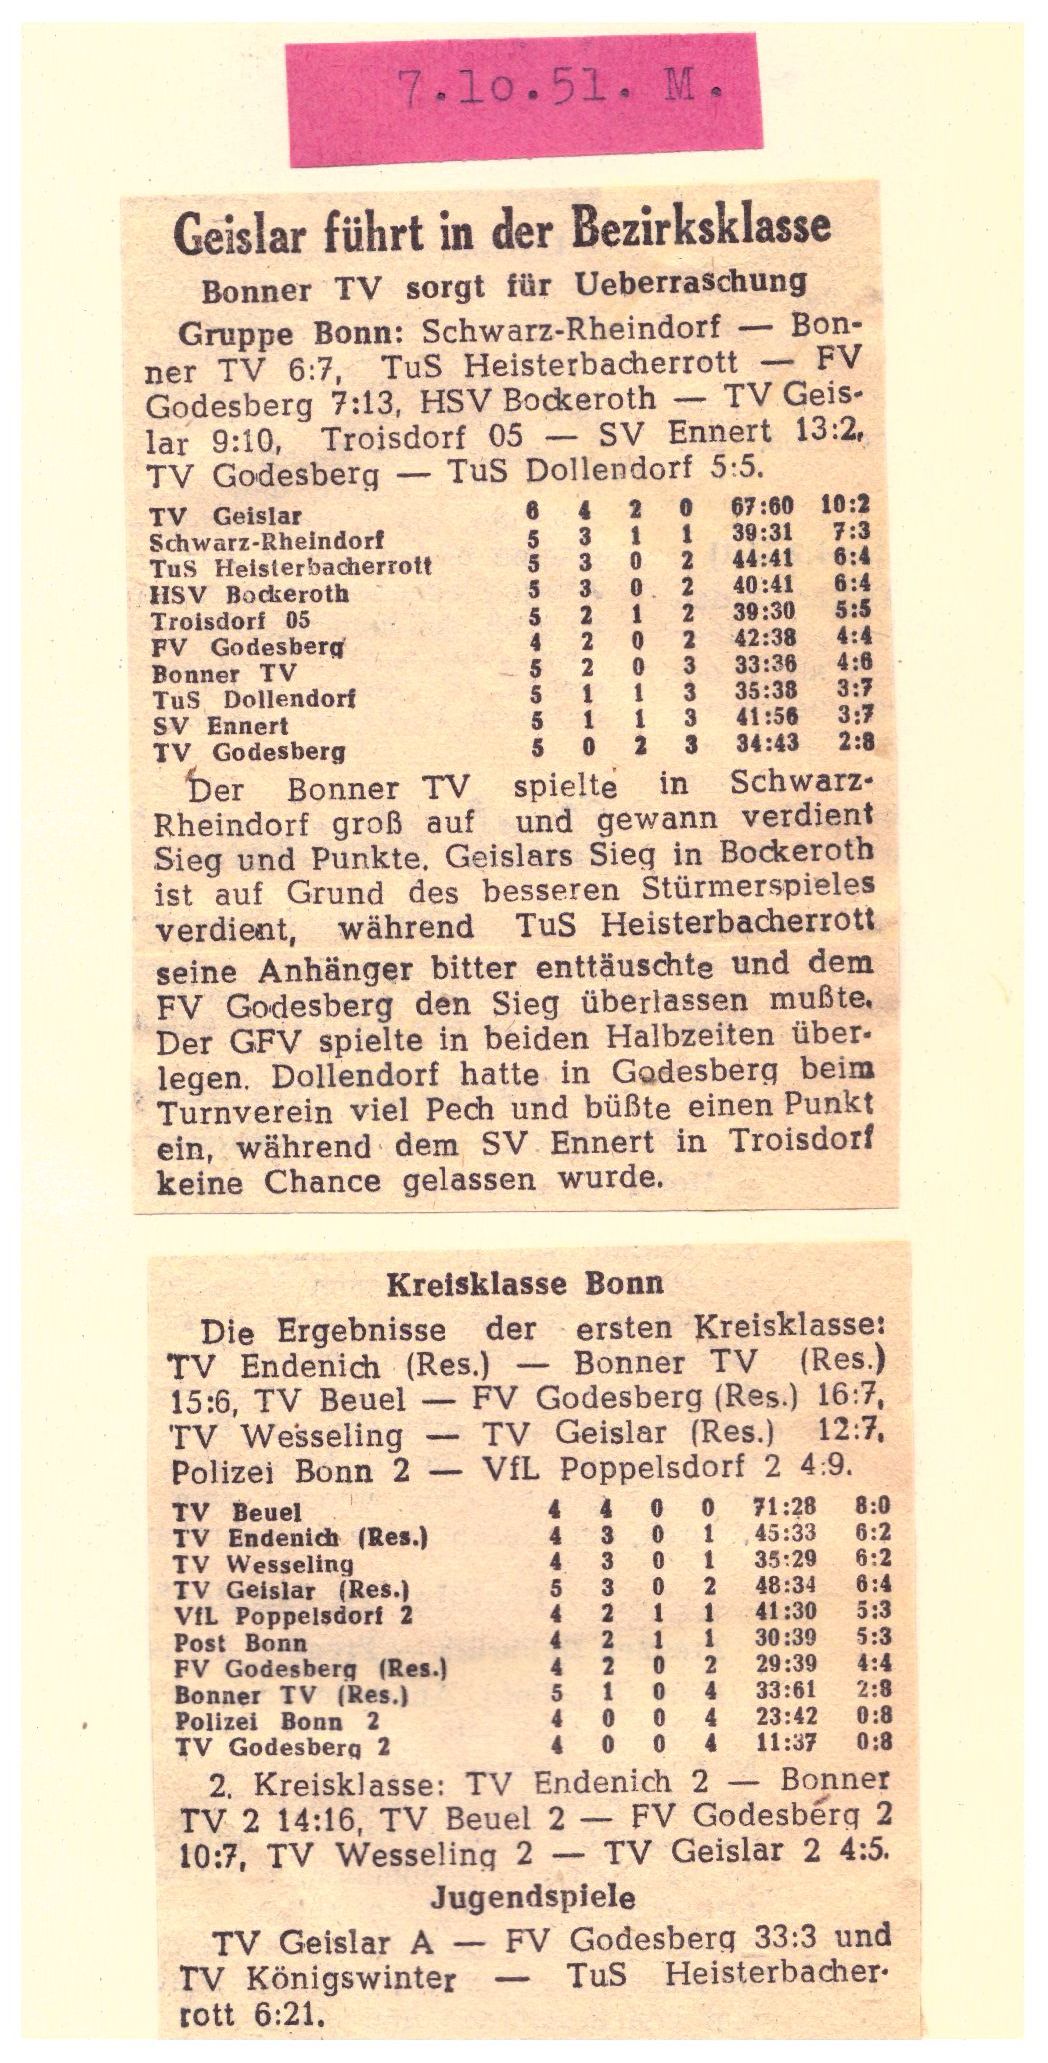 7.10.51. M.
Geislar führt in der Bezirksklasse
Bonner TV sorgt für Ueberraschung
Gruppe Bonn: Schwarz-Rheindorf — Bon-
ner TV 6:7, TuS Heisterbacherrott — FV
Godesberg 7:13, HSV Bockeroth — TV Geis-
lar 9:10, Troisdorf 05 — SV Ennert 13:2,
TV Godesberg — TuS Dollendorf 5:5.
TV Geislar 6 4 2 0 67:60 10:2
Schwarz-Rheindorf 5 3 1 1 39:31 7:3
TuS Heisterbacherrott 5 3 0 2 44:41 6:4
HSV Bockeroth 5 3 0 2 40:41 6:4
Troisdorf 05 5 2 1 2 39:30 5:5
FV Godesberg 4 2 0 2 42:38 4:4
Bonner TV 5 2 0 3 33:36 4:6
TuS Dollendorf 5 1 1 3 35:38 3:7
SV Ennert 5 1 1 3 41:56 3:7
TV Godesberg 5 0 2 3 34:43 2:8
Der Bonner TV spielte in Schwarz-
Rheindorf groß auf und gewann verdient
Sieg und Punkte. Geislars Sieg in Bockeroth
ist auf Grund des besseren Stürmerspieles
verdient, während TuS Heisterbacherrott
seine Anhänger bitter enttäuschte und dem
FV Godesberg den Sieg überlassen mußte.
Der GFV spielte in beiden Halbzeiten über-
legen. Dollendorf hatte in Godesberg beim
Turnverein viel Pech und büßte einen Punkt
ein, während dem SV Ennert in Troisdorf
keine Chance gelassen wurde.
Kreisklasse Bonn
Die Ergebnisse der ersten Kreisklasse:
TV Endenich (Res.) — Bonner TV (Res.)
15:6, TV Beuel — FV Godesberg (Res.) 16:7,
TV Wesseling — TV Geislar (Res.) 12:7,
Polizei Bonn 2 — VfL Poppelsdorf 2 4:9.
TV Beuel 4 4 0 0 71:28 8:0
TV Endenich (Res.) 4 3 0 1 45:33 6:2
TV Wesseling 4 3 0 1 35:29 6:2
TV Geislar (Res.) 5 3 0 2 48:34 6:4
VfL Poppelsdorf 2 4 2 1 1 41:30 5:3
Post Bonn 4 2 1 1 30:39 5:3
FV Godesberg (Res.) 4 2 0 2 29:39 4:4
Bonner TV (Res.) 5 1 0 4 33:61 2:8
Polizei Bonn 2 4 0 0 4 23:42 0:8
TV Godesberg 2 4 0 0 4 11:37 0:8
2. Kreisklasse: TV Endenich 2 — Bonner
TV 2 14:16, TV Beuel 2 — FV Godesberg 2
10:7, TV Wesseling 2 — TV Geislar 2 4:5.
Jugendspiele
TV Geislar A — FV Godesberg 33:3 und
TV Königswinter — TuS Heisterbacher-
rott 6:21.